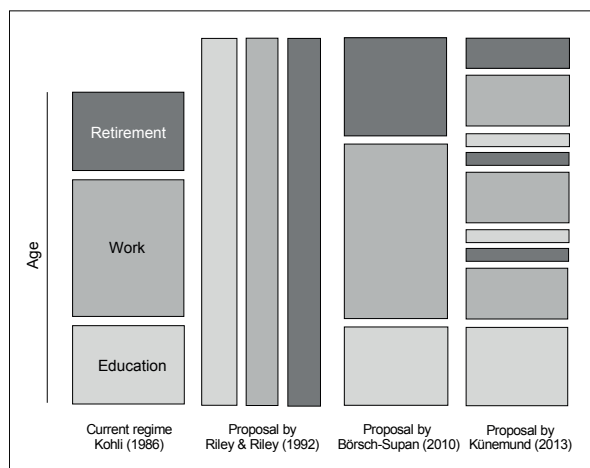 Retirement
Work
Education
Age
Current regime
Kohli (1986)
Proposal by
Riley & Riley (1992)
Proposal by
Börsch-Supan (2010)
Proposal by
Künemund (2013)